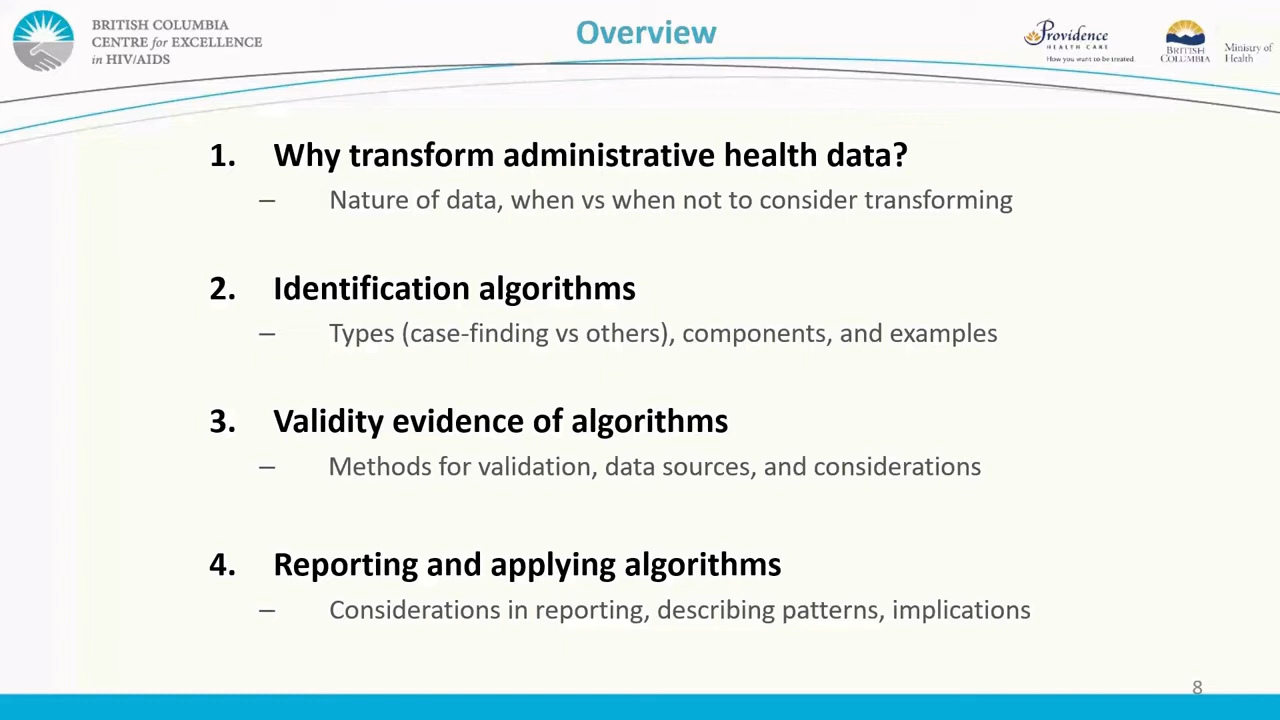 BRITISH COLUMBIA
CENTRE for EXCELLENCE
in HIV/AIDS
Overview
Providence
HEALTH CARE
How you want to be treated.
BRITISH
COLUMBIA
Ministry of
Health
1. Why transform administrative health data?
– Nature of data, when vs when not to consider transforming
2. Identification algorithms
– Types (case-finding vs others), components, and examples
3. Validity evidence of algorithms
– Methods for validation, data sources, and considerations
4. Reporting and applying algorithms
– Considerations in reporting, describing patterns, implications
8